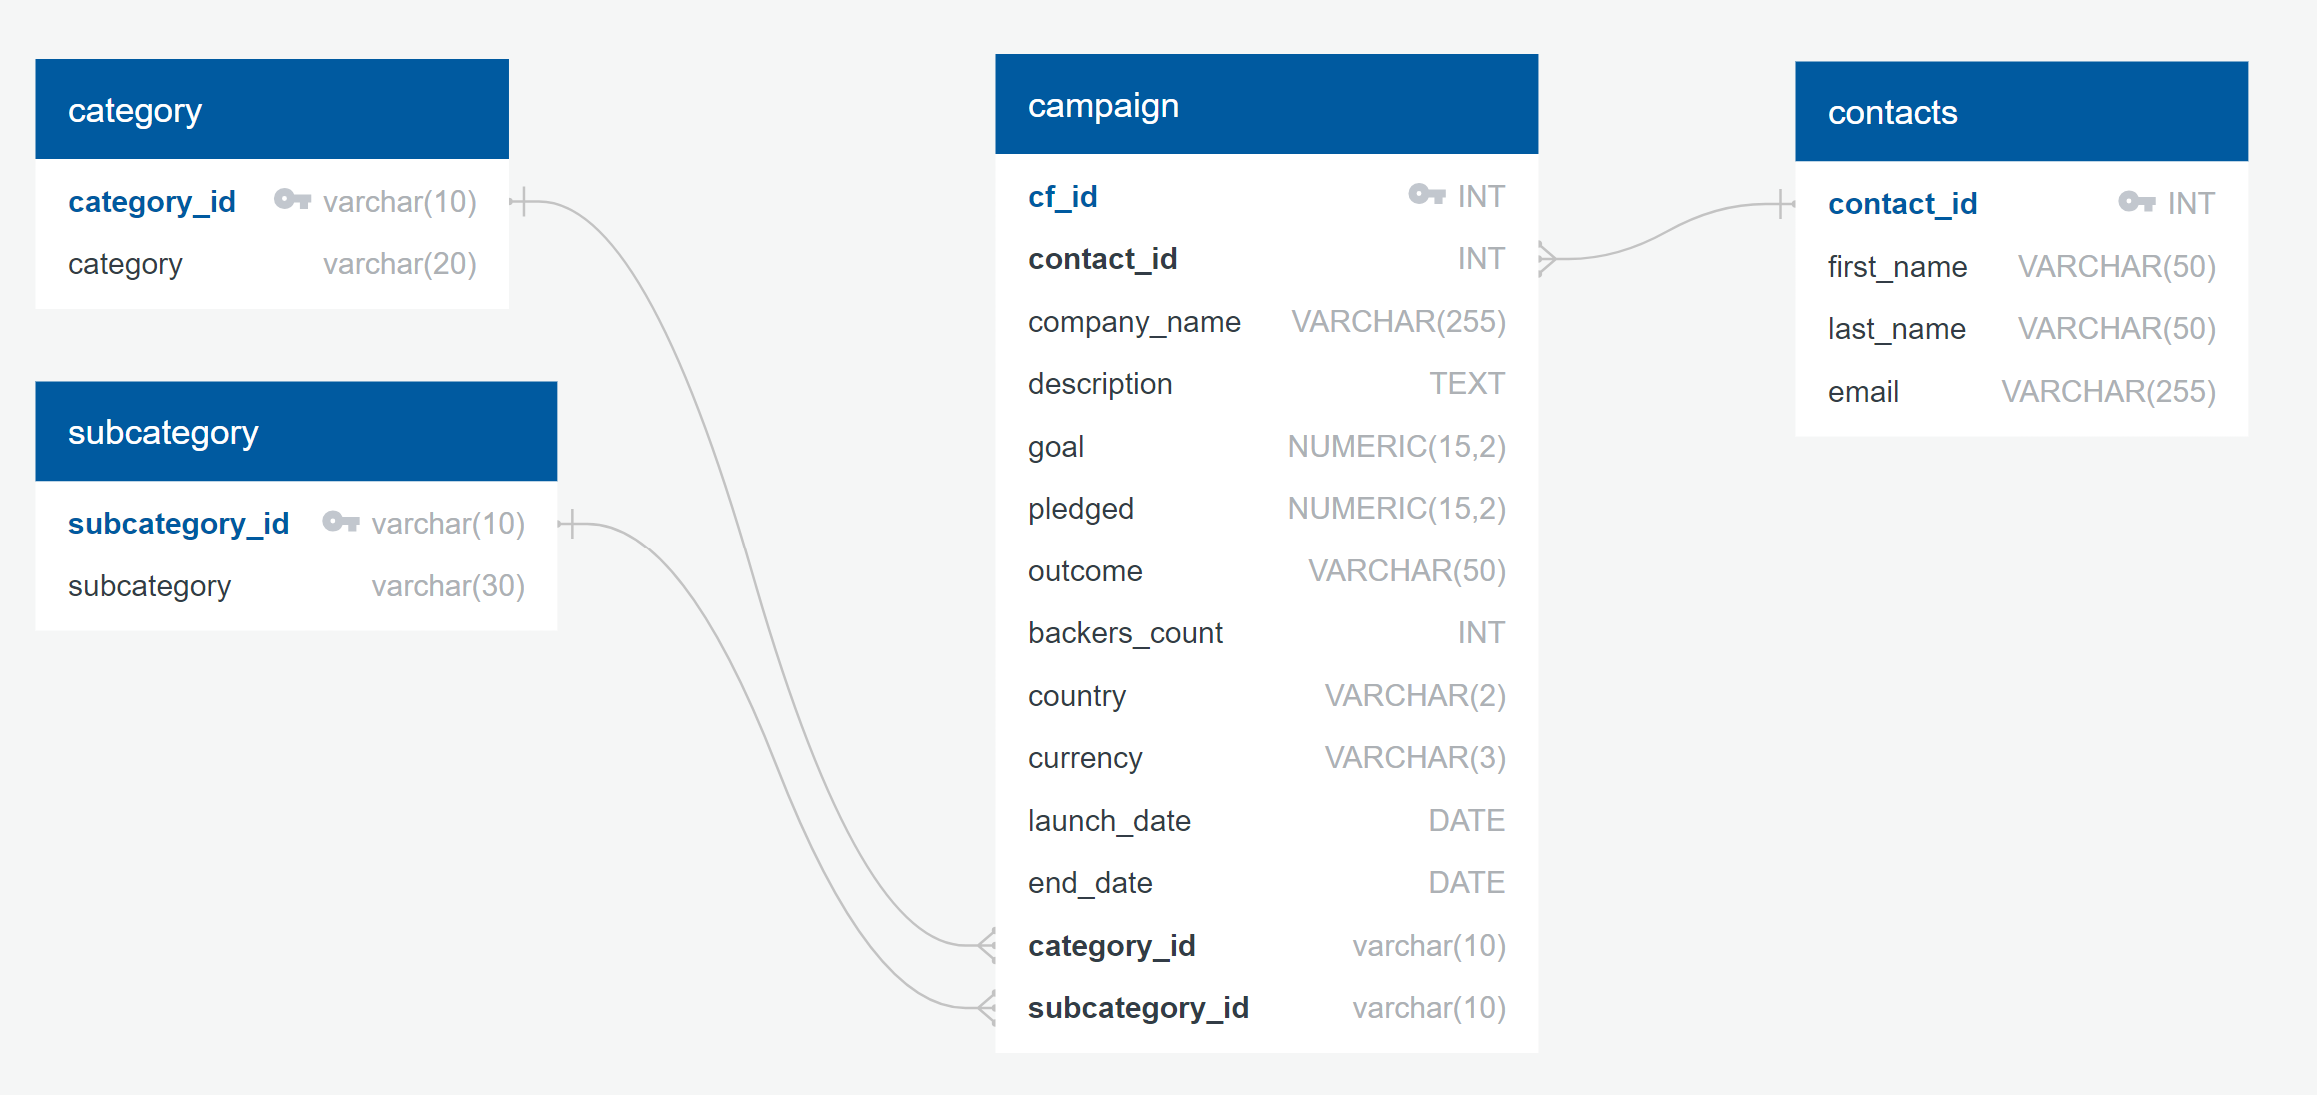 category
category_id varchar(10)
category varchar(20)
subcategory
subcategory_id varchar(10)
subcategory varchar(30)
campaign
cf_id INT
contact_id INT
company_name VARCHAR(255)
description TEXT
goal NUMERIC(15,2)
pledged NUMERIC(15,2)
outcome VARCHAR(50)
backers_count INT
country VARCHAR(2)
currency VARCHAR(3)
launch_date DATE
end_date DATE
category_id varchar(10)
subcategory_id varchar(10)
contacts
contact_id INT
first_name VARCHAR(50)
last_name VARCHAR(50)
email VARCHAR(255)